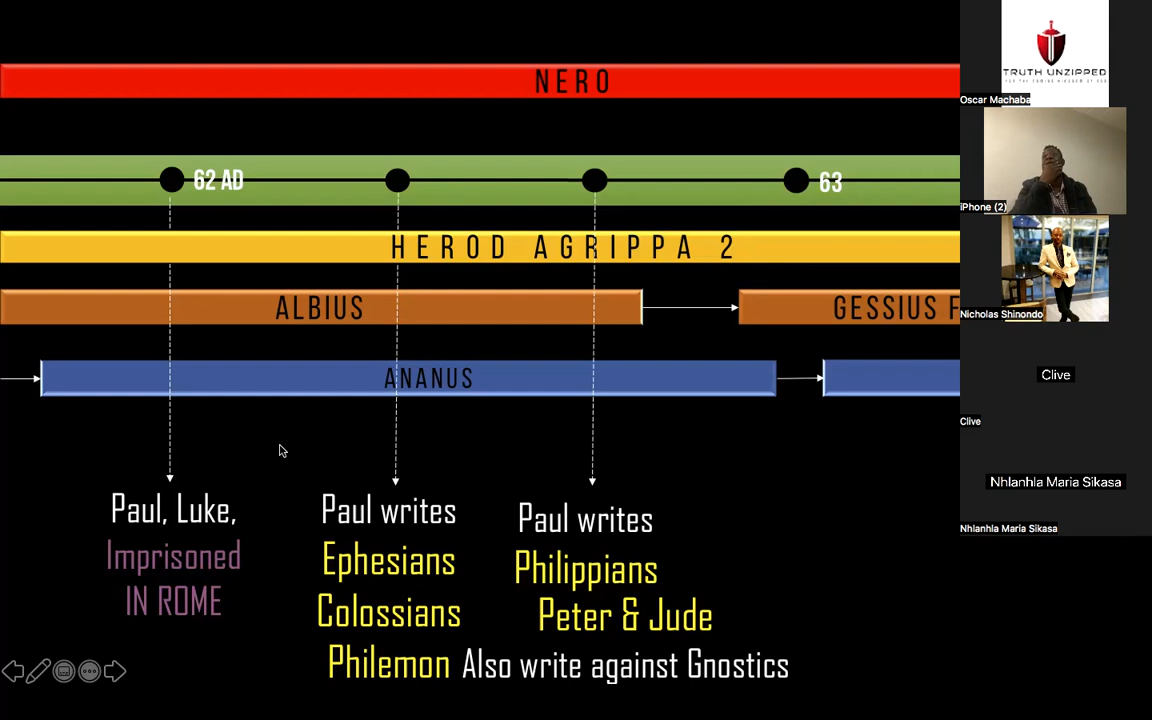 NERO
62 AD
63
HEROD AGRIPPA 2
ALBIUS
GESSIUS F
ANANUS
Paul, Luke,
Imprisoned
IN ROME
Paul writes
Ephesians
Colossians
Philemon
Paul writes
Philippians
Peter & Jude
Also write against Gnostics
TRUTH UNZIPPED
Oscar Machaba
iPhone (2)
Nicholas Shinondo
Clive
Clive
Nhlanhla Maria Sikasa
Nhlanhla Maria Sikasa